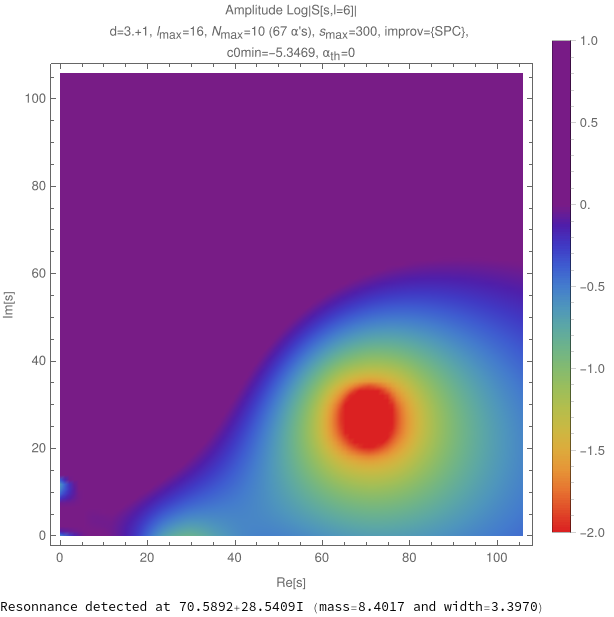 Amplitude Log|S[s,l=6]|
d=3.+1, lmax=16, Nmax=10 (67 α's), smax=300, improv={SPC},
c0min=−5.3469, αth=0
1.0
0.5
0.
−0.5
−1.0
−1.5
−2.0
100
80
60
40
20
0
Im[s]
0 20 40 60 80 100
Re[s]
Resonnance detected at 70.5892+28.5409I (mass=8.4017 and width=3.3970)